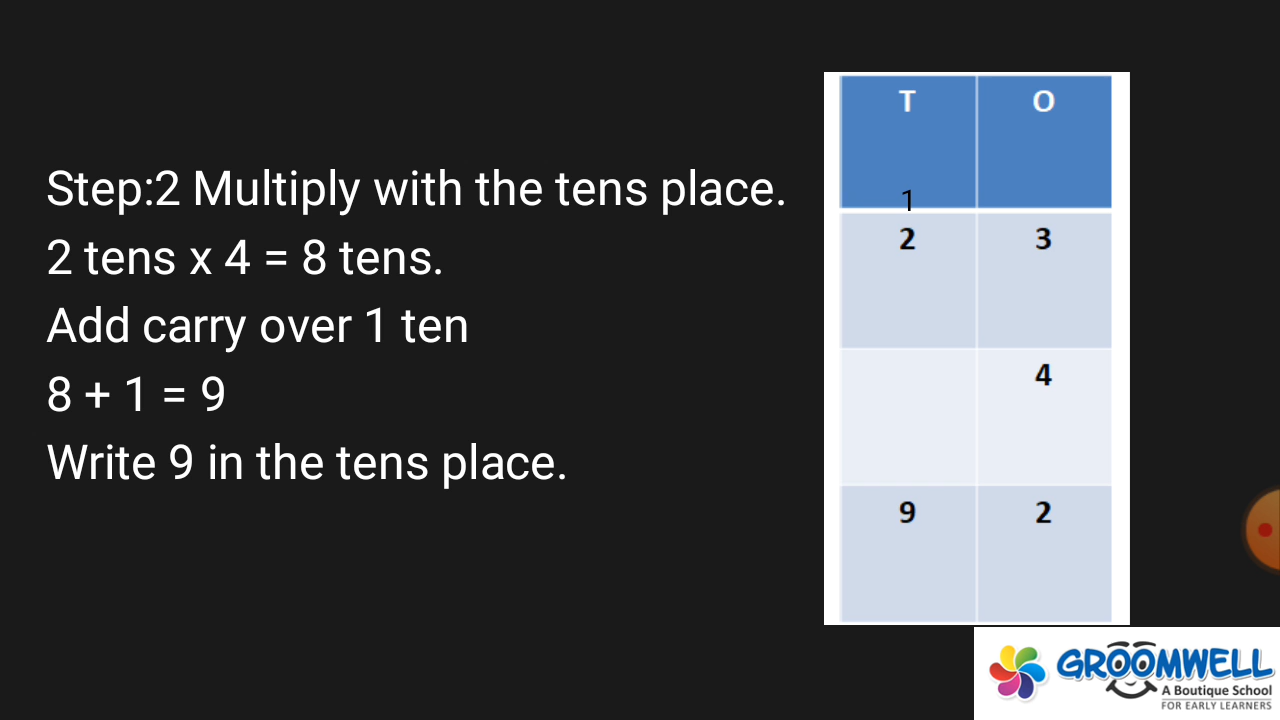 Step:2 Multiply with the tens place.
2 tens x 4 = 8 tens.
Add carry over 1 ten
8 + 1 = 9
Write 9 in the tens place.
T O
1
2 3
4
9 2
GROOMWELL
A Boutique School
FOR EARLY LEARNERS